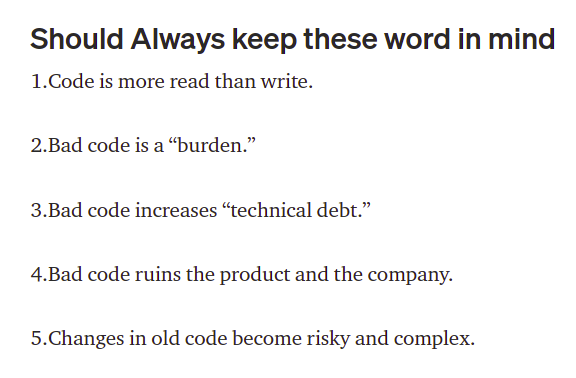 Should Always keep these word in mind
1.Code is more read than write.
2.Bad code is a “burden.”
3.Bad code increases “technical debt.”
4.Bad code ruins the product and the company.
5.Changes in old code become risky and complex.